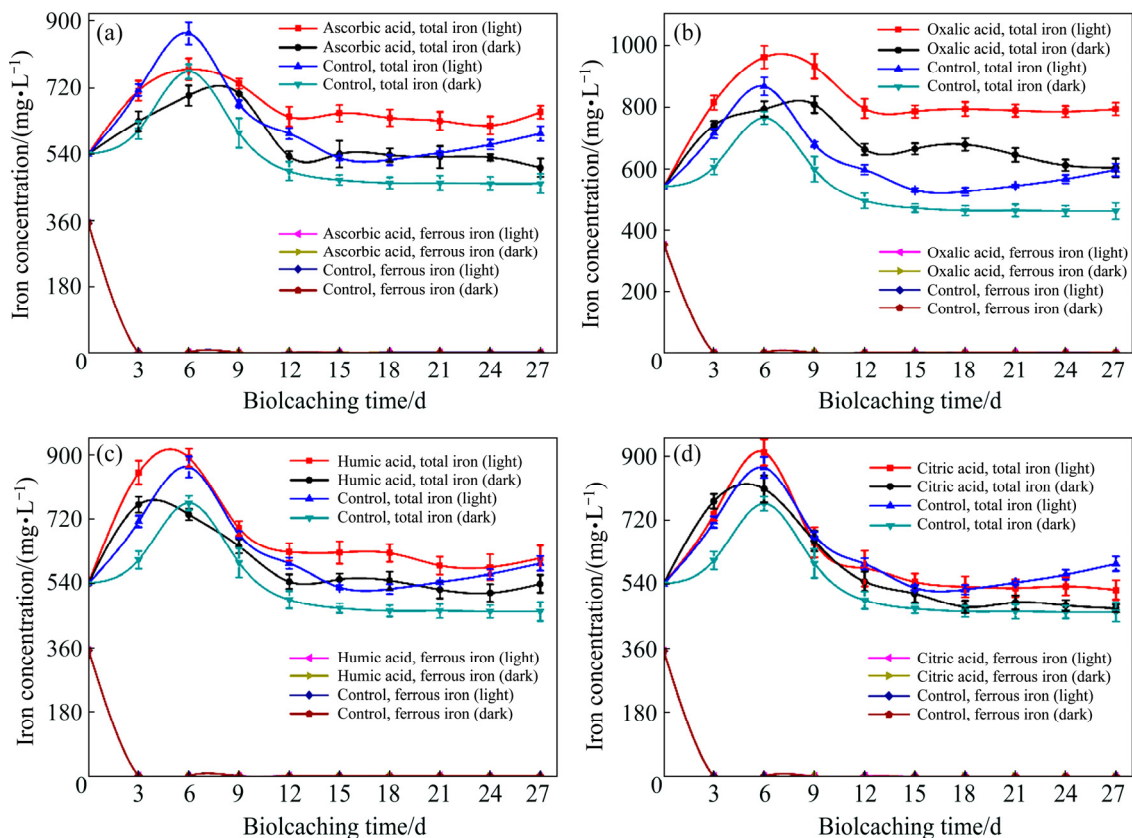 (a)
Iron concentration/(mg•L⁻¹)
900
720
540
360
180
0
Ascorbic acid, total iron (light)
Ascorbic acid, total iron (dark)
Control, total iron (light)
Control, total iron (dark)
Ascorbic acid, ferrous iron (light)
Ascorbic acid, ferrous iron (dark)
Control, ferrous iron (light)
Control, ferrous iron (dark)
3 6 9 12 15 18 21 24 27
Biolcaching time/d
(b)
Iron concentration/(mg•L⁻¹)
1000
800
600
400
200
0
Oxalic acid, total iron (light)
Oxalic acid, total iron (dark)
Control, total iron (light)
Control, total iron (dark)
Oxalic acid, ferrous iron (light)
Oxalic acid, ferrous iron (dark)
Control, ferrous iron (light)
Control, ferrous iron (dark)
3 6 9 12 15 18 21 24 27
Biolcaching time/d
(c)
Iron concentration/(mg•L⁻¹)
900
720
540
360
180
0
Humic acid, total iron (light)
Humic acid, total iron (dark)
Control, total iron (light)
Control, total iron (dark)
Humic acid, ferrous iron (light)
Humic acid, ferrous iron (dark)
Control, ferrous iron (light)
Control, ferrous iron (dark)
3 6 9 12 15 18 21 24 27
Biolcaching time/d
(d)
Iron concentration/(mg•L⁻¹)
900
720
540
360
180
0
Citric acid, total iron (light)
Citric acid, total iron (dark)
Control, total iron (light)
Control, total iron (dark)
Citric acid, ferrous iron (light)
Citric acid, ferrous iron (dark)
Control, ferrous iron (light)
Control, ferrous iron (dark)
3 6 9 12 15 18 21 24 27
Biolcaching time/d